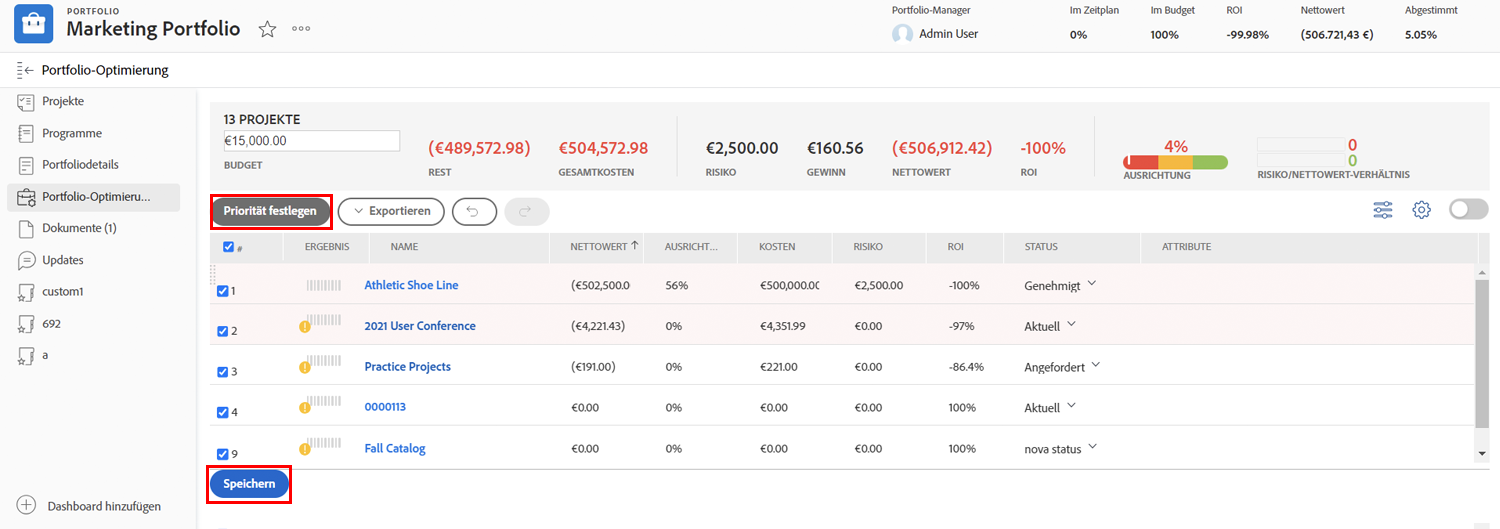 PORTFOLIO
Marketing Portfolio
Portfolio-Manager
Admin User
Im Zeitplan
0%
Im Budget
100%
ROI
-99.98%
Nettowert
(506.721,43 €)
Abgestimmt
5.05%
Portfolio-Optimierung
Projekte
Programme
Portfoliodetails
Portfolio-Optimieru...
Dokumente (1)
Updates
custom1
692
a
Dashboard hinzufügen
13 PROJEKTE
€15,000.00
BUDGET
(€489,572.98)
REST
€504,572.98
GESAMTKOSTEN
€2,500.00
RISIKO
€160.56
GEWINN
(€506,912.42)
NETTOWERT
-100%
ROI
4%
AUSRICHTUNG
0
0
RISIKO/NETTOWERT-VERHÄLTNIS
Priorität festlegen
Exportieren
# ERGEBNIS NAME NETTOWERT AUSRICHT... KOSTEN RISIKO ROI STATUS ATTRIBUTE
1 Athletic Shoe Line (€502,500.0 56% €500,000.0( €2,500.00 -100% Genehmigt
2 2021 User Conference (€4,221.43) 0% €4,351.99 €0.00 -97% Aktuell
3 Practice Projects (€191.00) 0% €221.00 €0.00 -86.4% Angefordert
4 0000113 €0.00 0% €0.00 €0.00 100% Aktuell
9 Fall Catalog €0.00 0% €0.00 €0.00 100% nova status
Speichern